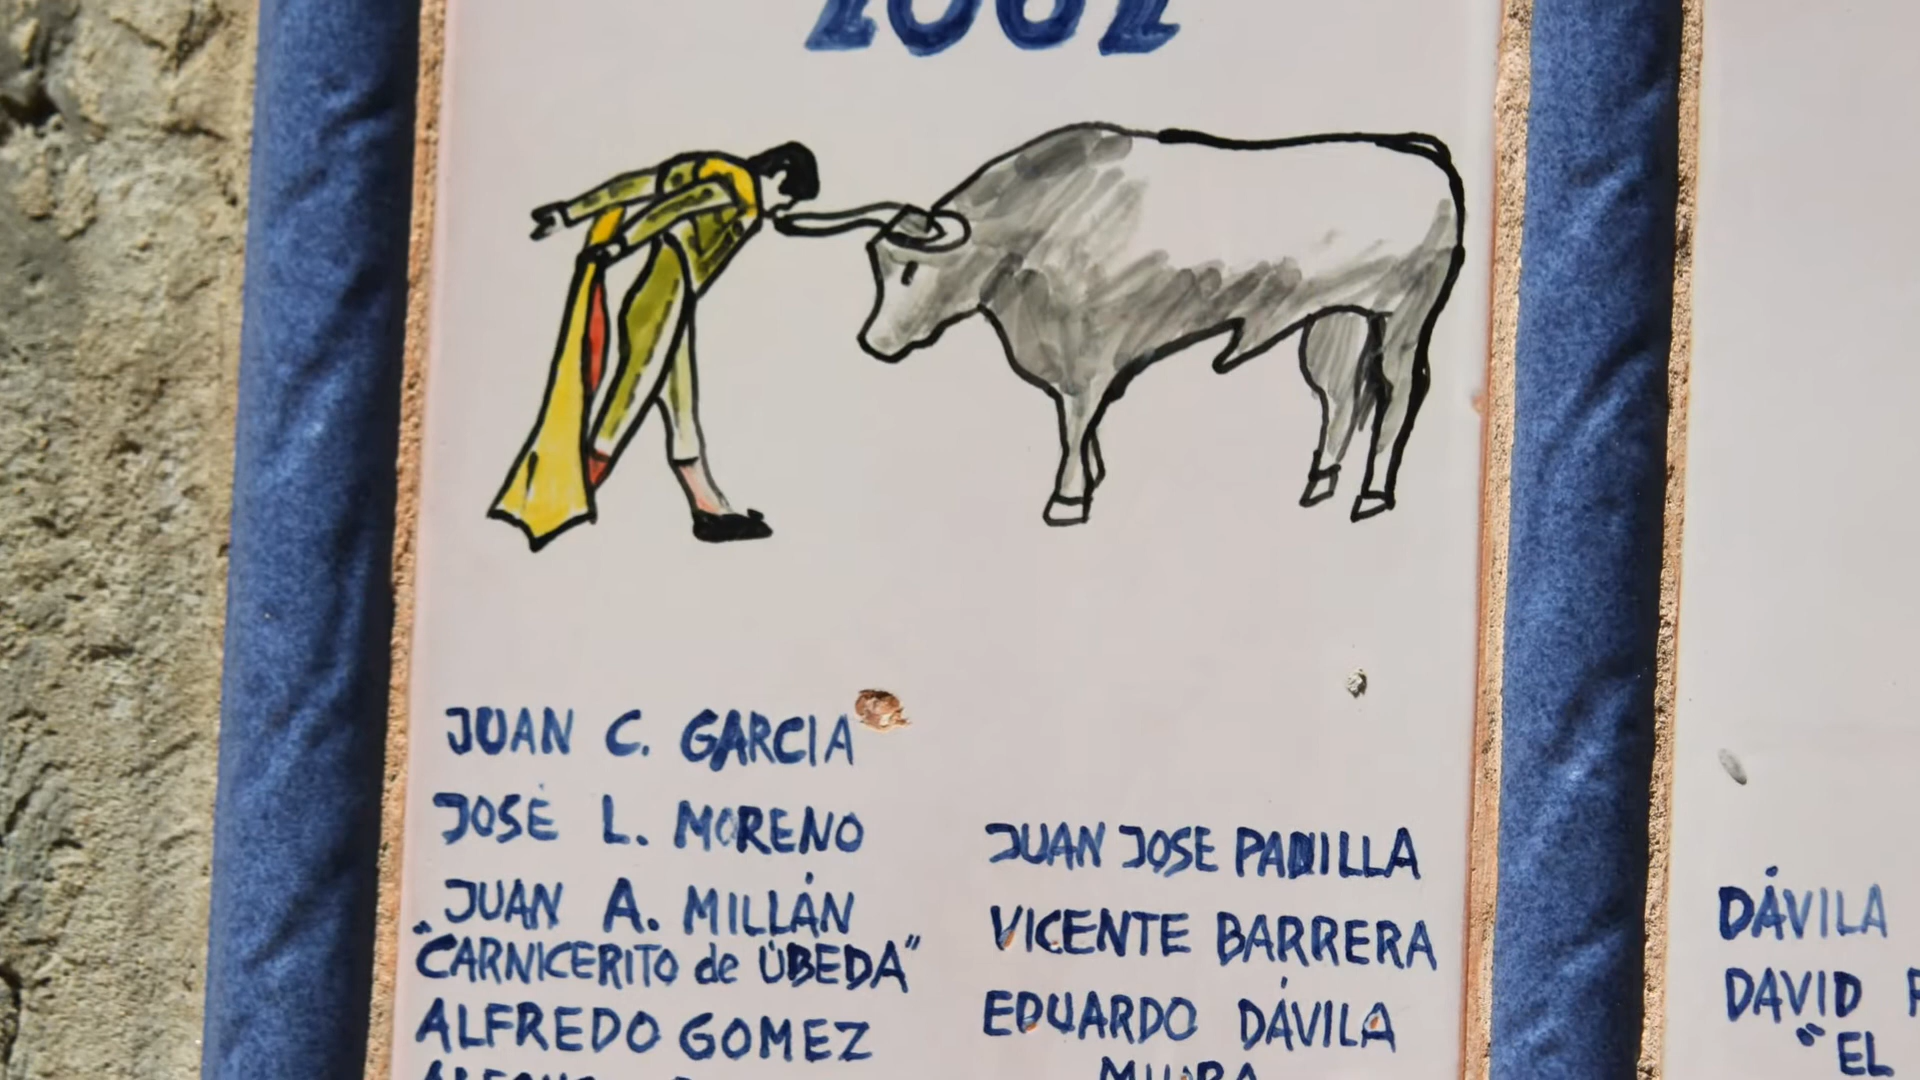 2002
JUAN C. GARCIA
JOSÉ L. MORENO
JUAN A. MILLÁN
"CARNICERITO de ÚBEDA"
ALFREDO GOMEZ
JUAN JOSE PADILLA
VICENTE BARRERA
EDUARDO DÁVILA
MIURA
DÁVILA
DAVID
"EL